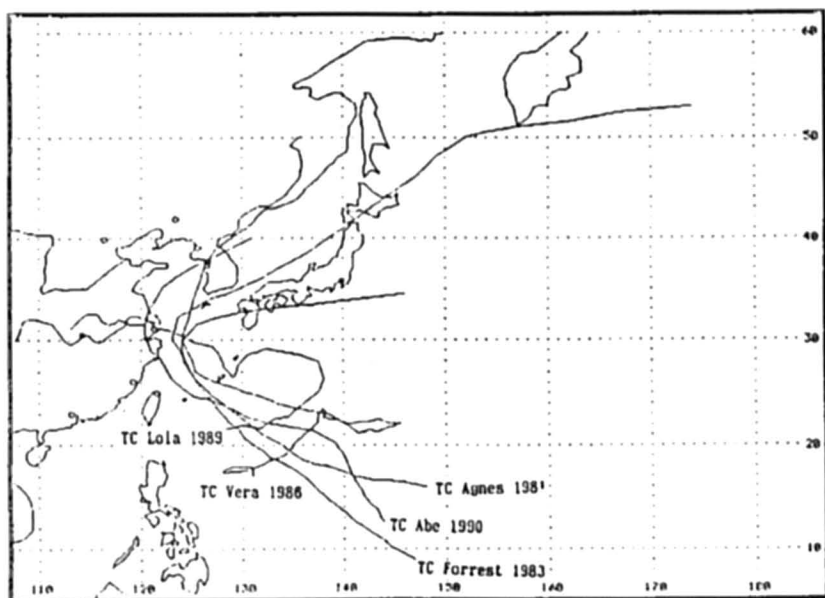 60
50
40
30
20
10
TC Lola 1989
TC Vera 1986
TC Agnes 1981
TC Abe 1990
TC Forrest 1983
110 120 130 140 150 160 170 180